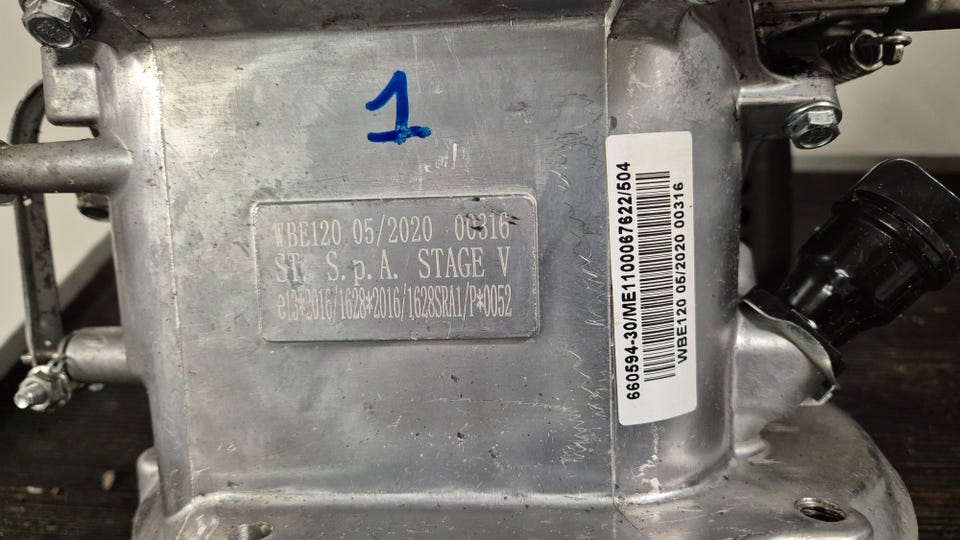 1
WBE120 05/2020 00316
ST. S.p.A. STAGE V
e13*2016/1628*2016/1628SRA1/P*0052
660594-30/ME1100067622/504
WBE120 05/2020 00316